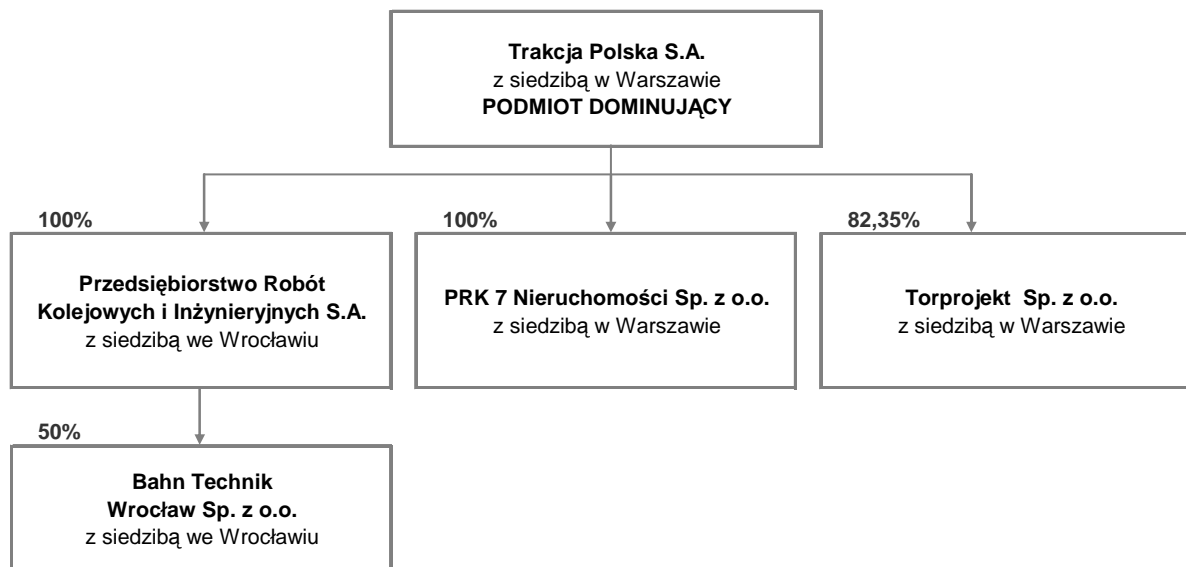 Trakcja Polska S.A.
z siedzibą w Warszawie
PODMIOT DOMINUJĄCY
100%
100%
82,35%
Przedsiębiorstwo Robót
Kolejowych i Inżynieryjnych S.A.
z siedzibą we Wrocławiu
PRK 7 Nieruchomości Sp. z o.o.
z siedzibą w Warszawie
Torprojekt Sp. z o.o.
z siedzibą w Warszawie
50%
Bahn Technik
Wrocław Sp. z o.o.
z siedzibą we Wrocławiu